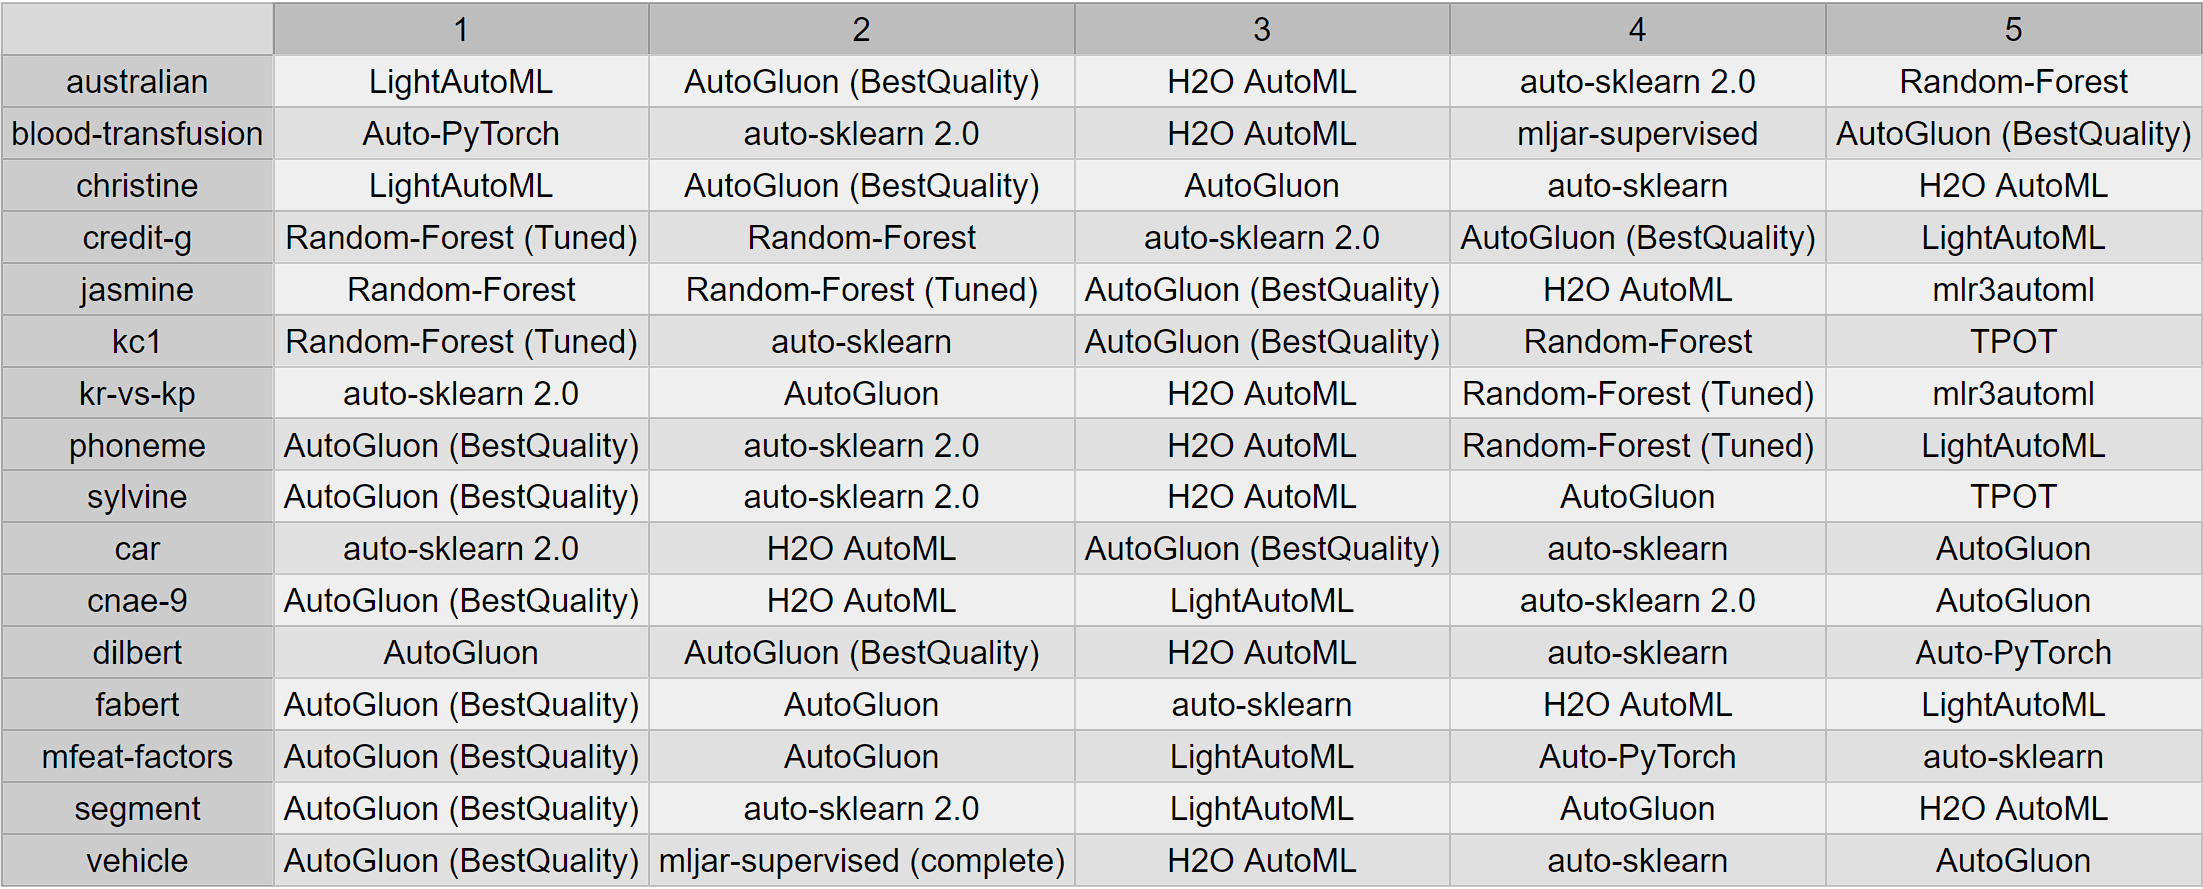 1 2 3 4 5
australian LightAutoML AutoGluon (BestQuality) H2O AutoML auto-sklearn 2.0 Random-Forest
blood-transfusion Auto-PyTorch auto-sklearn 2.0 H2O AutoML mljar-supervised AutoGluon (BestQuality)
christine LightAutoML AutoGluon (BestQuality) AutoGluon auto-sklearn H2O AutoML
credit-g Random-Forest (Tuned) Random-Forest auto-sklearn 2.0 AutoGluon (BestQuality) LightAutoML
jasmine Random-Forest Random-Forest (Tuned) AutoGluon (BestQuality) H2O AutoML mlr3automl
kc1 Random-Forest (Tuned) auto-sklearn AutoGluon (BestQuality) Random-Forest TPOT
kr-vs-kp auto-sklearn 2.0 AutoGluon H2O AutoML Random-Forest (Tuned) mlr3automl
phoneme AutoGluon (BestQuality) auto-sklearn 2.0 H2O AutoML Random-Forest (Tuned) LightAutoML
sylvine AutoGluon (BestQuality) auto-sklearn 2.0 H2O AutoML AutoGluon TPOT
car auto-sklearn 2.0 H2O AutoML AutoGluon (BestQuality) auto-sklearn AutoGluon
cnae-9 AutoGluon (BestQuality) H2O AutoML LightAutoML auto-sklearn 2.0 AutoGluon
dilbert AutoGluon AutoGluon (BestQuality) H2O AutoML auto-sklearn Auto-PyTorch
fabert AutoGluon (BestQuality) AutoGluon auto-sklearn H2O AutoML LightAutoML
mfeat-factors AutoGluon (BestQuality) AutoGluon LightAutoML Auto-PyTorch auto-sklearn
segment AutoGluon (BestQuality) auto-sklearn 2.0 LightAutoML AutoGluon H2O AutoML
vehicle AutoGluon (BestQuality) mljar-supervised (complete) H2O AutoML auto-sklearn AutoGluon